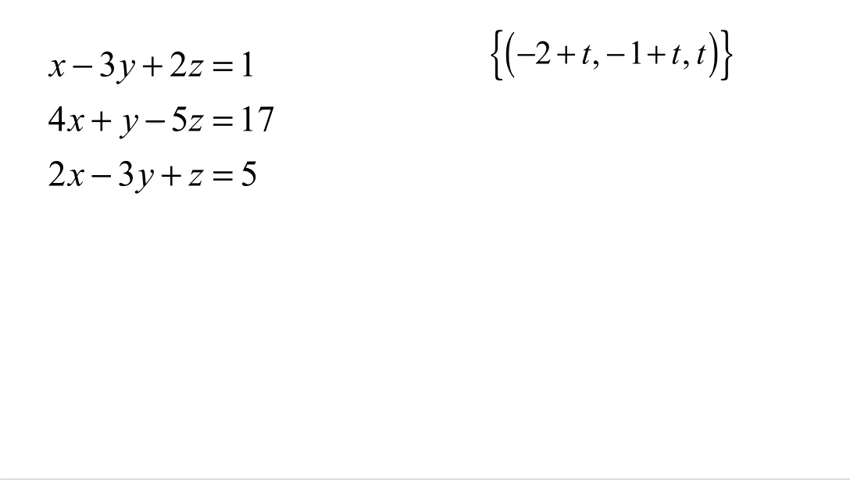 x − 3y + 2z = 1
4x + y − 5z = 17
2x − 3y + z = 5
{(−2 + t, −1 + t, t)}